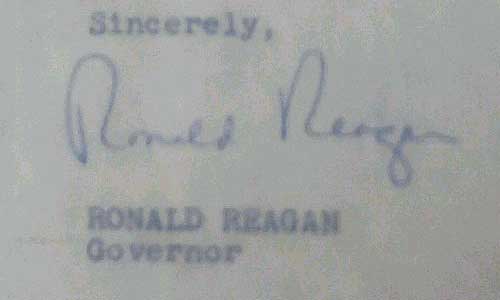 Sincerely,
Ronald Reagan
RONALD REAGAN
Governor